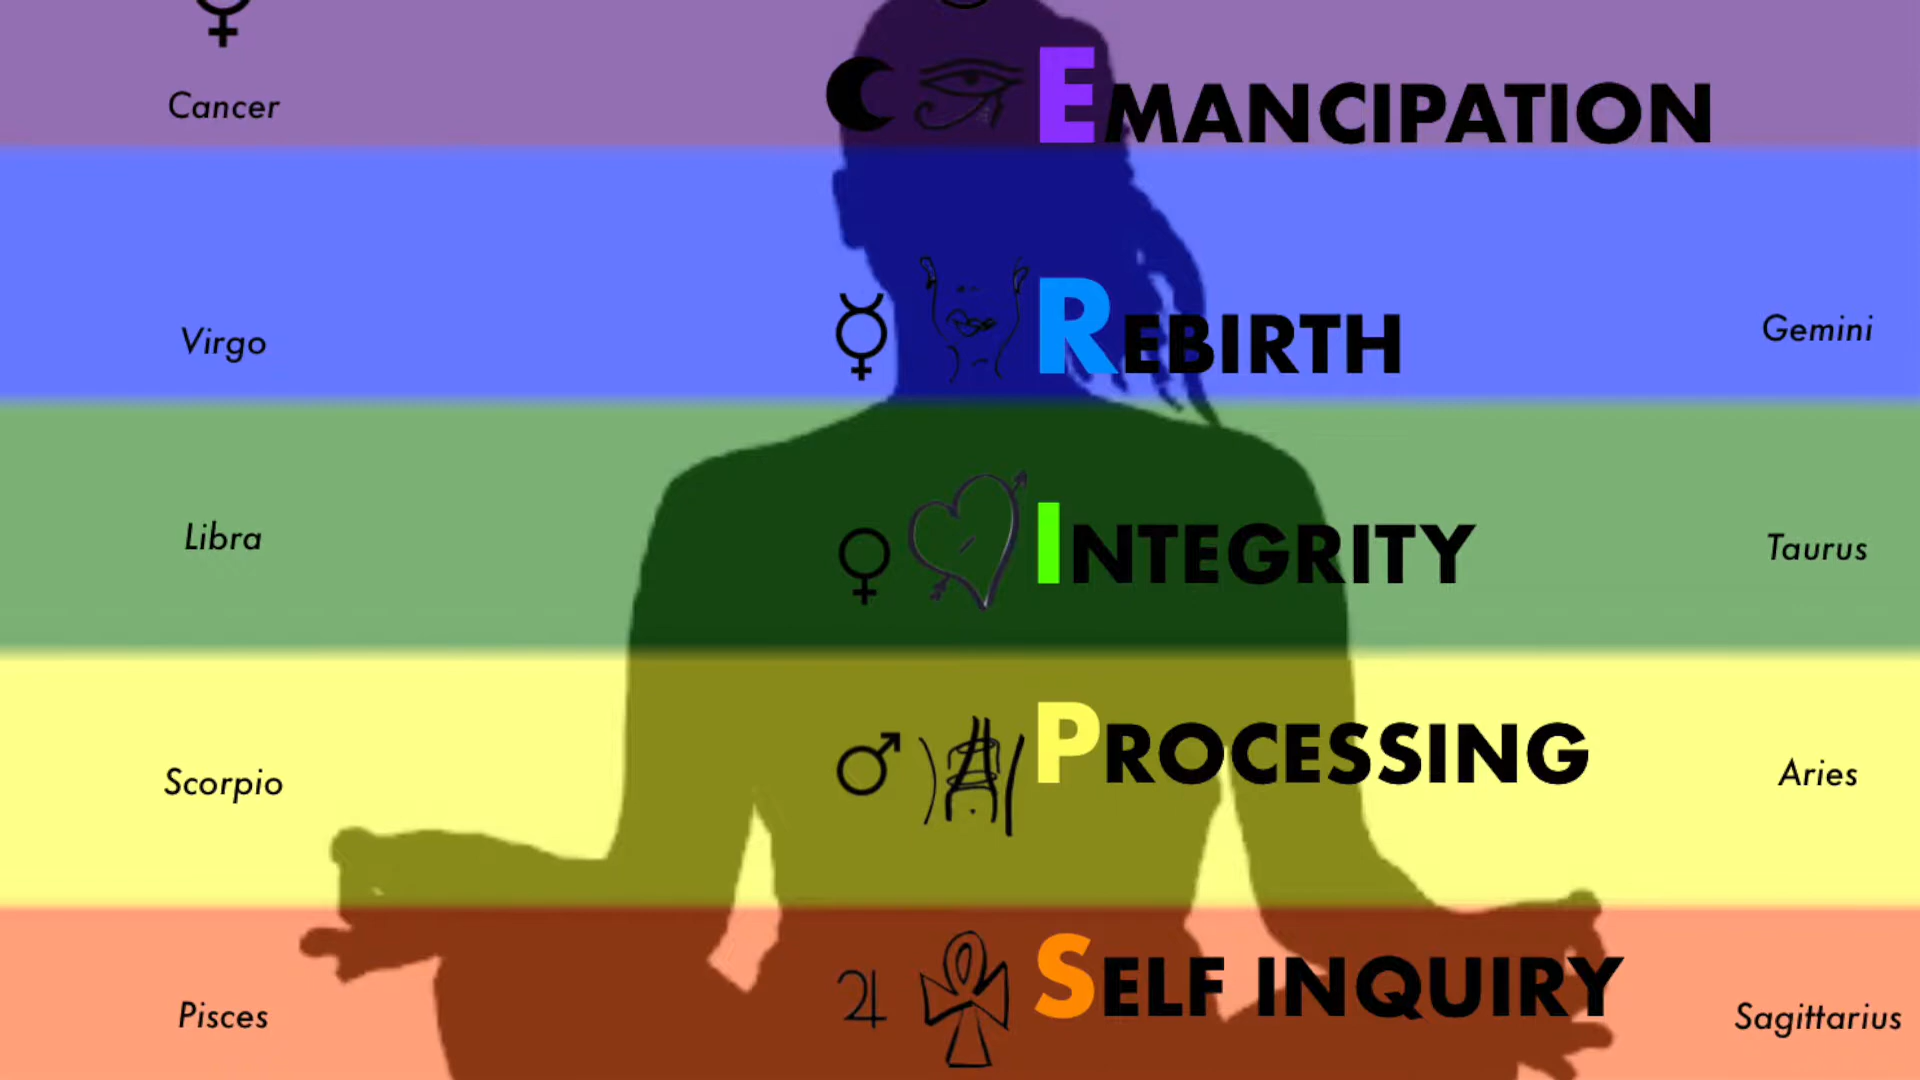 Cancer
EMANCIPATION
Virgo
REBIRTH
Gemini
Libra
INTEGRITY
Taurus
Scorpio
PROCESSING
Aries
Pisces
SELF INQUIRY
Sagittarius